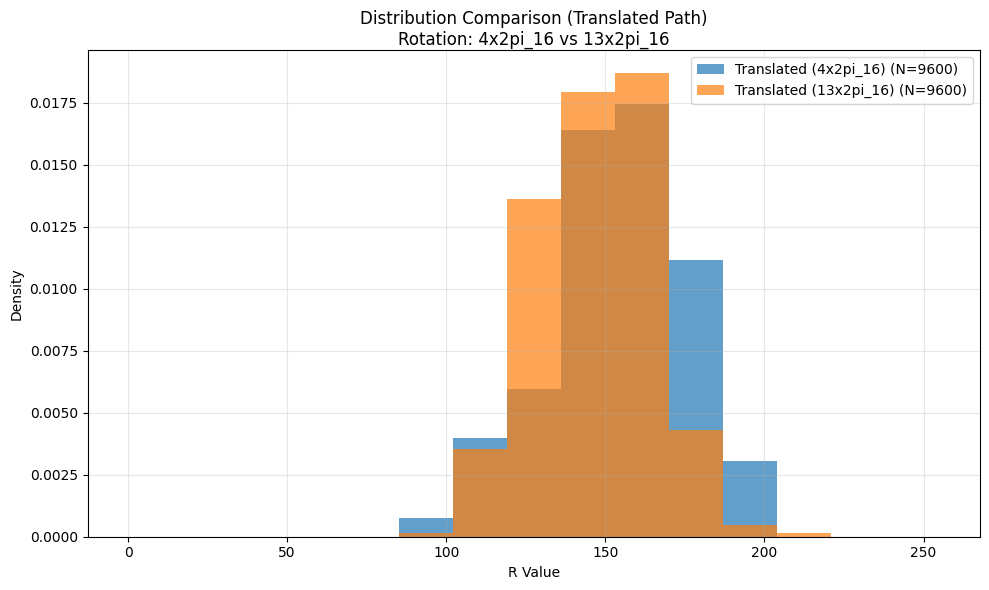 Distribution Comparison (Translated Path)
Rotation: 4x2pi_16 vs 13x2pi_16
Translated (4x2pi_16) (N=9600)
Translated (13x2pi_16) (N=9600)
Density
0.0175
0.0150
0.0125
0.0100
0.0075
0.0050
0.0025
0.0000
0 50 100 150 200 250
R Value